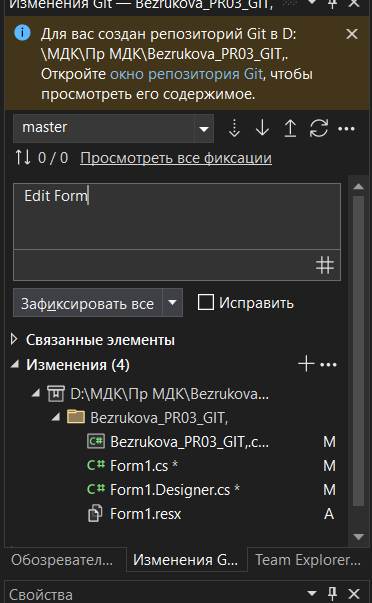 Изменения Git — Bezrukova_PR03_GIT,
Для вас создан репозиторий Git в D:
\МДК\Пр МДК\Bezrukova_PR03_GIT,.
Откройте окно репозитория Git, чтобы
просмотреть его содержимое.
master
0 / 0 Просмотреть все фиксации
Edit Form
Зафиксировать все
Исправить
Связанные элементы
Изменения (4)
D:\МДК\Пр МДК\Bezrukova...
Bezrukova_PR03_GIT,
Bezrukova_PR03_GIT,.c... M
Form1.cs * M
Form1.Designer.cs * M
Form1.resx A
Обозревател... Изменения G... Team Explorer...
Свойства